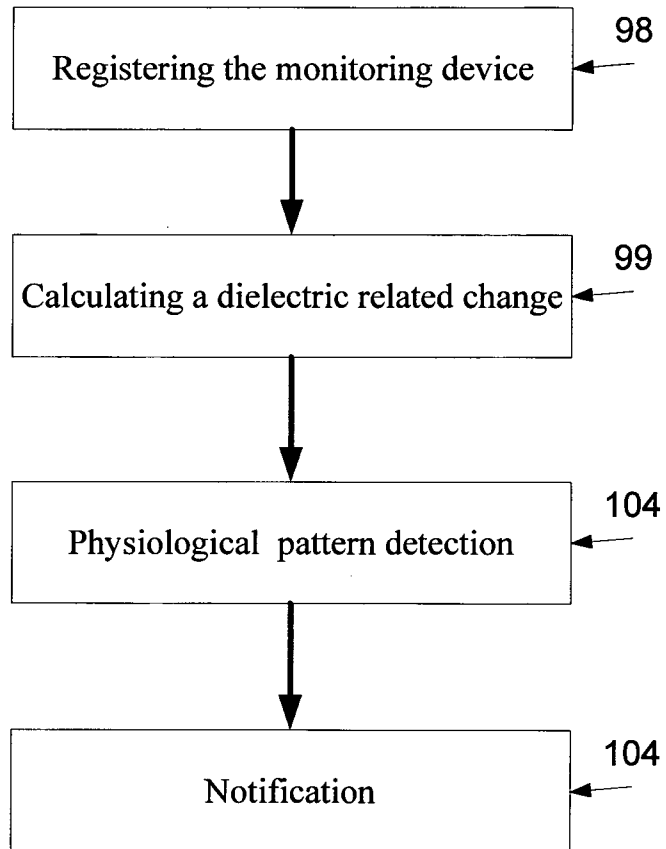 98
Registering the monitoring device
99
Calculating a dielectric related change
104
Physiological pattern detection
104
Notification